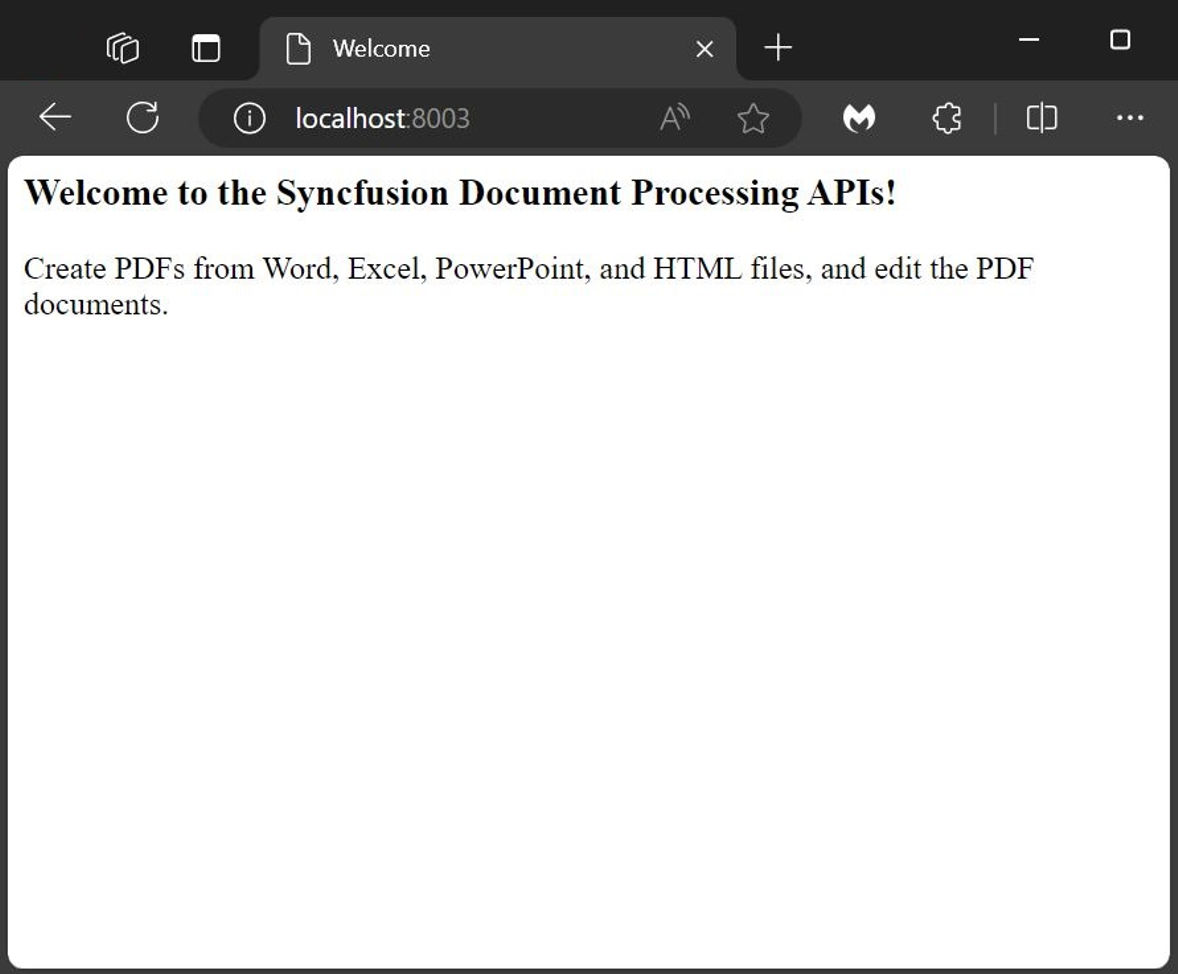 Welcome
localhost:8003
Welcome to the Syncfusion Document Processing APIs!
Create PDFs from Word, Excel, PowerPoint, and HTML files, and edit the PDF
documents.